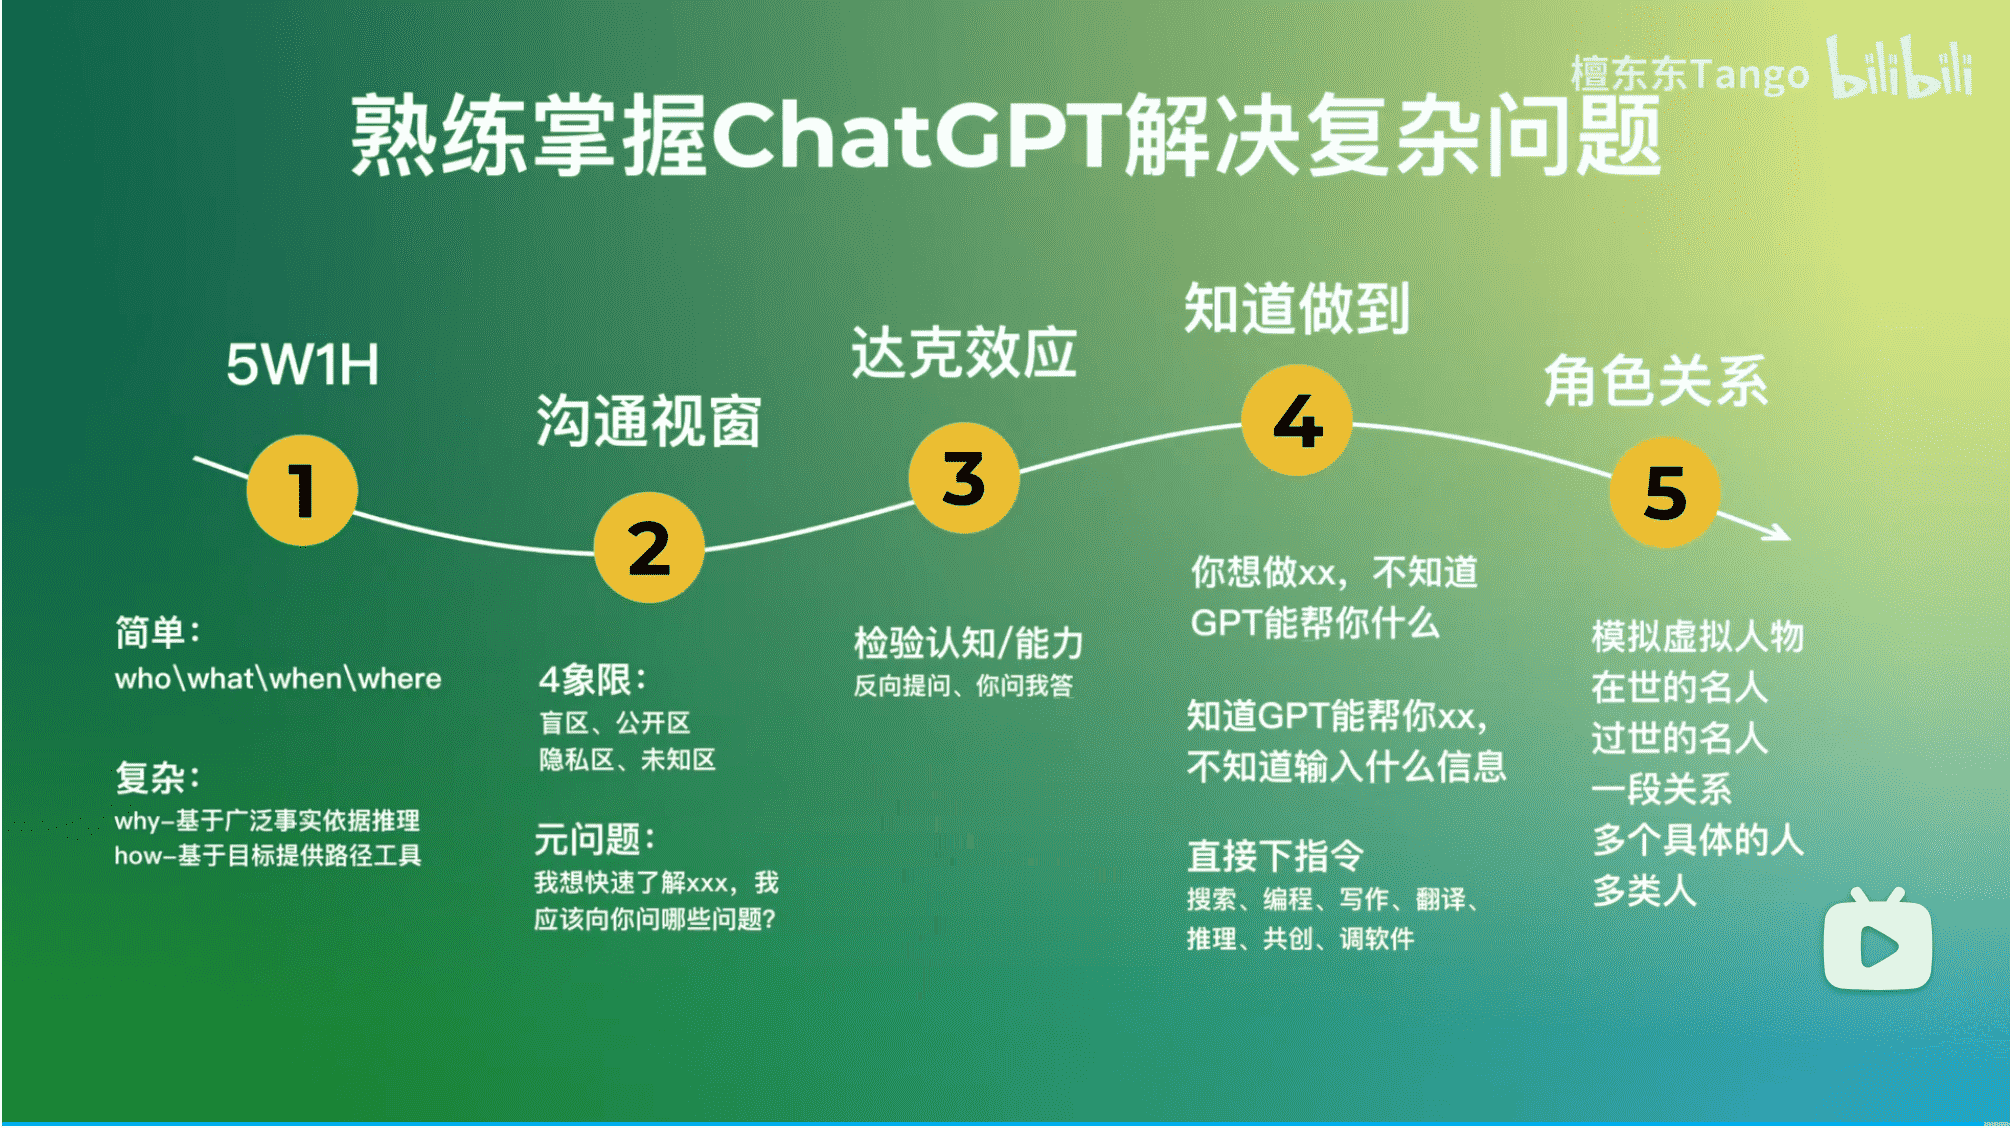 檀东东Tango bilibili
熟练掌握ChatGPT解决复杂问题
5W1H
1
简单：
who\what\when\where
复杂：
why-基于广泛事实依据推理
how-基于目标提供路径工具
沟通视窗
2
4象限：
盲区、公开区
隐私区、未知区
元问题：
我想快速了解xxx，我
应该向你问哪些问题?
达克效应
3
检验认知/能力
反向提问、你问我答
知道做到
4
你想做xx，不知道
GPT能帮你什么
知道GPT能帮你xx，
不知道输入什么信息
直接下指令
搜索、编程、写作、翻译、
推理、共创、调软件
角色关系
5
模拟虚拟人物
在世的名人
过世的名人
一段关系
多个具体的人
多类人